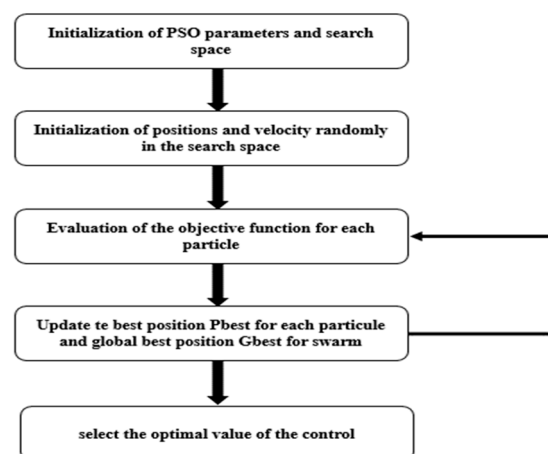 Initialization of PSO parameters and search
space
Initialization of positions and velocity randomly
in the search space
Evaluation of the objective function for each
particle
Update te best position Pbest for each particule
and global best position Gbest for swarm
select the optimal value of the control